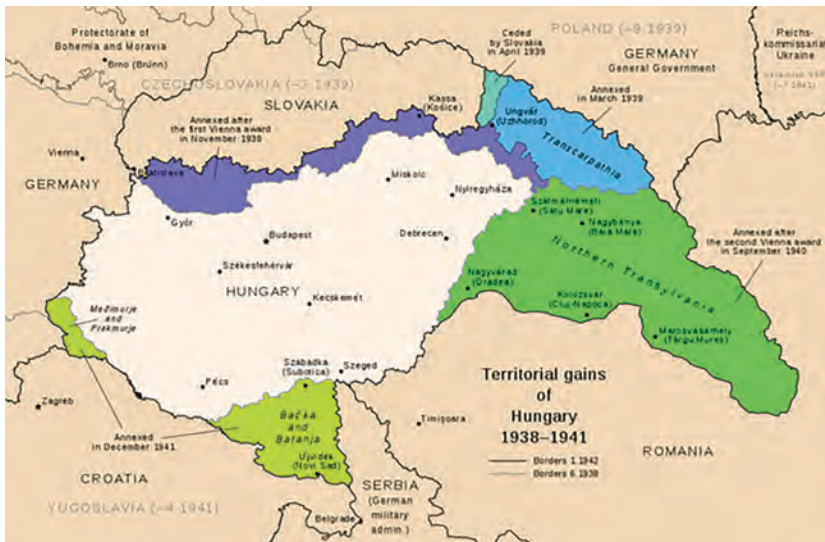 Protectorate of
Bohemia and Moravia
Brno (Brünn)
CZECHOSLOVAKIA (–3.1939)
SLOVAKIA
Ceded
by Slovakia
in April 1939
POLAND (–9.1939)
GERMANY
General Government
Reichs-
kommissariat
Ukraine
Annexed after
the first Vienna award
in November 1938
Kassa
(Košice)
Ungvár
(Uzhhorod)
Annexed
in March 1939
Transcarpathia
Vienna
GERMANY
Bratislava
Miskolc
Nyíregyháza
Szatmárnémeti
(Satu Mare)
Nagybánya
(Baia Mare)
Annexed after
the second Vienna award
in September 1940
Győr
Budapest
Debrecen
Székesfehérvár
HUNGARY
Kecskemét
Nagyvárad
(Oradea)
Northern Transylvania
Kolozsvár
(Cluj-Napoca)
Marosvásárhely
(Târgu Mureș)
Međimorje
and
Prekmurje
Szabadka
(Subotica)
Szeged
Pécs
Zagreb
Annexed
in December 1941
Bačka
and
Baranja
Újvidék
(Novi Sad)
Timișoara
Territorial gains
of
Hungary
1938–1941
Borders 1.1942
Borders 6.1938
ROMANIA
CROATIA
YUGOSLAVIA (–4.1941)
Belgrade
SERBIA
(German
military
admin.)